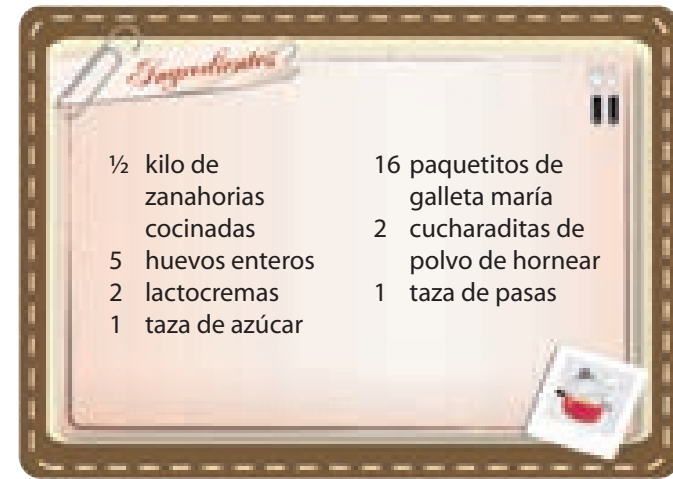 Ingredientes
½ kilo de
zanahorias
cocinadas
5 huevos enteros
2 lactocremas
1 taza de azúcar
16 paquetitos de
galleta maría
2 cucharaditas de
polvo de hornear
1 taza de pasas